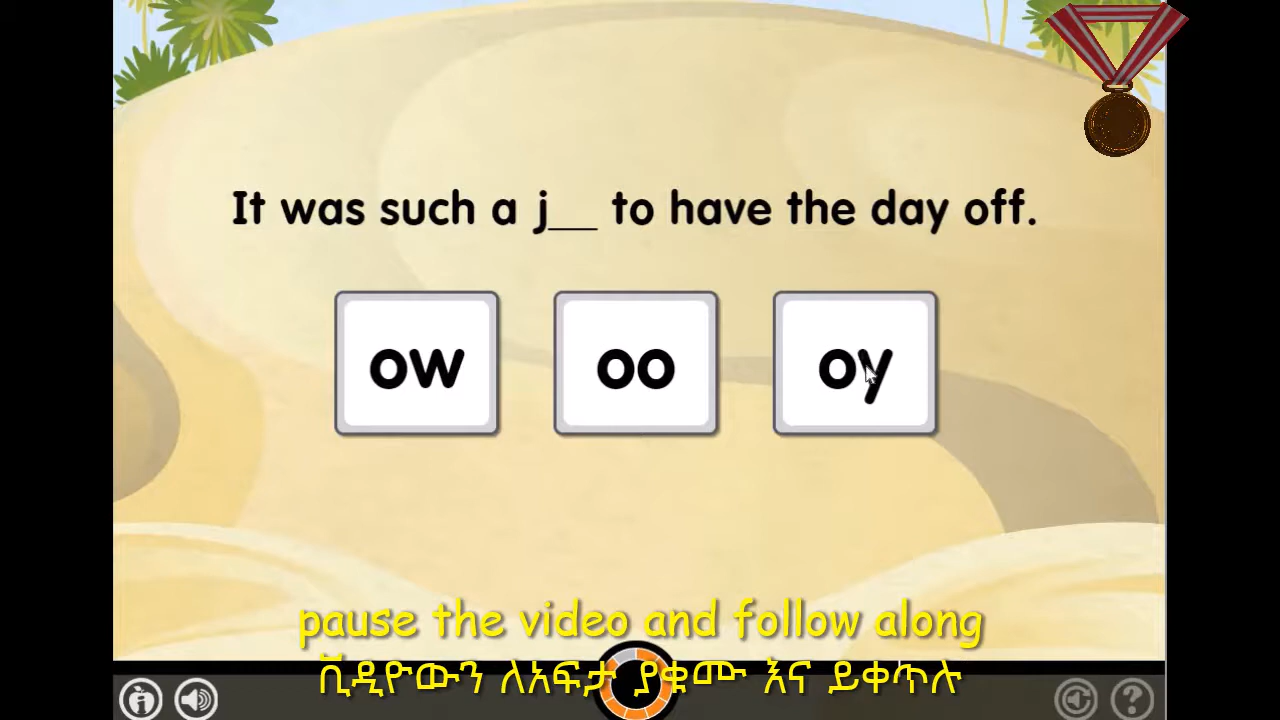 It was such a j__ to have the day off.
ow oo oy
pause the video and follow along
ቪዲዮውን ለአፍታ ያቁሙ እና ይቀጥሉ